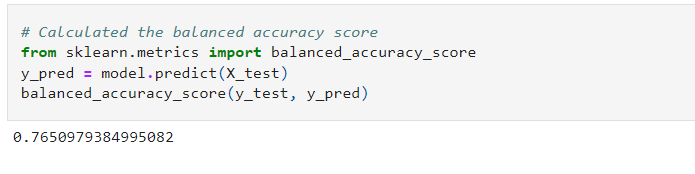 # Calculated the balanced accuracy score
from sklearn.metrics import balanced_accuracy_score
y_pred = model.predict(X_test)
balanced_accuracy_score(y_test, y_pred)
0.7650979384995082